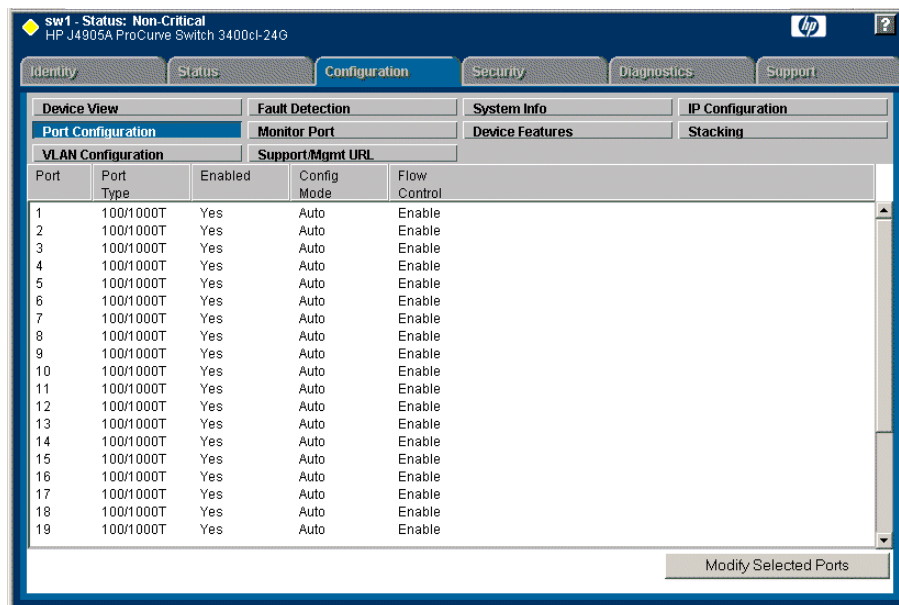 sw1 - Status: Non-Critical
HP J4905A ProCurve Switch 3400cl-24G
hp
?
Identity Status Configuration Security Diagnostics Support
Device View Fault Detection System Info IP Configuration
Port Configuration Monitor Port Device Features Stacking
VLAN Configuration Support/Mgmt URL
Port Port Enabled Config Flow
Type Mode Control
1 100/1000T Yes Auto Enable
2 100/1000T Yes Auto Enable
3 100/1000T Yes Auto Enable
4 100/1000T Yes Auto Enable
5 100/1000T Yes Auto Enable
6 100/1000T Yes Auto Enable
7 100/1000T Yes Auto Enable
8 100/1000T Yes Auto Enable
9 100/1000T Yes Auto Enable
10 100/1000T Yes Auto Enable
11 100/1000T Yes Auto Enable
12 100/1000T Yes Auto Enable
13 100/1000T Yes Auto Enable
14 100/1000T Yes Auto Enable
15 100/1000T Yes Auto Enable
16 100/1000T Yes Auto Enable
17 100/1000T Yes Auto Enable
18 100/1000T Yes Auto Enable
19 100/1000T Yes Auto Enable
Modify Selected Ports